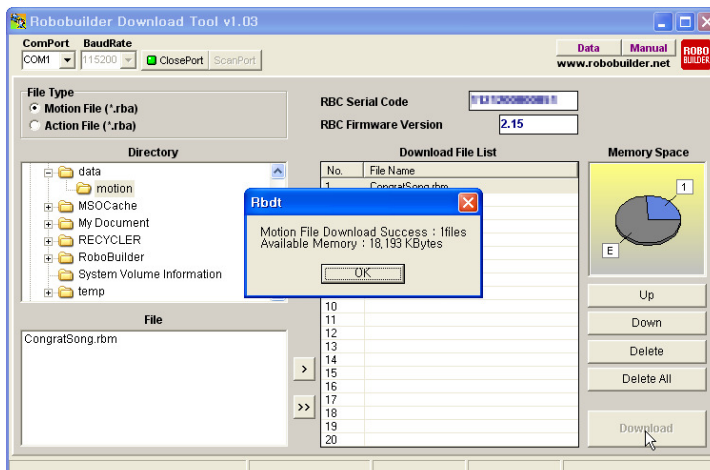 Robobuilder Download Tool v1.03
ComPort BaudRate
COM1 115200 ClosePort ScanPort
Data Manual
www.robobuilder.net
ROBO
BUILDER
File Type
Motion File (*.rba)
Action File (*.rba)
RBC Serial Code
RBC Firmware Version 2.15
Directory
data
motion
MSOCache
My Document
RECYCLER
RoboBuilder
System Volume Information
temp
File
CongratSong.rbm
>
>>
Download File List
No. File Name
1 CongratSong.rbm
10
11
12
13
14
15
16
17
18
19
20
Rbdt
Motion File Download Success : 1files
Available Memory : 18,193 KBytes
OK
Memory Space
1
E
Up
Down
Delete
Delete All
Download